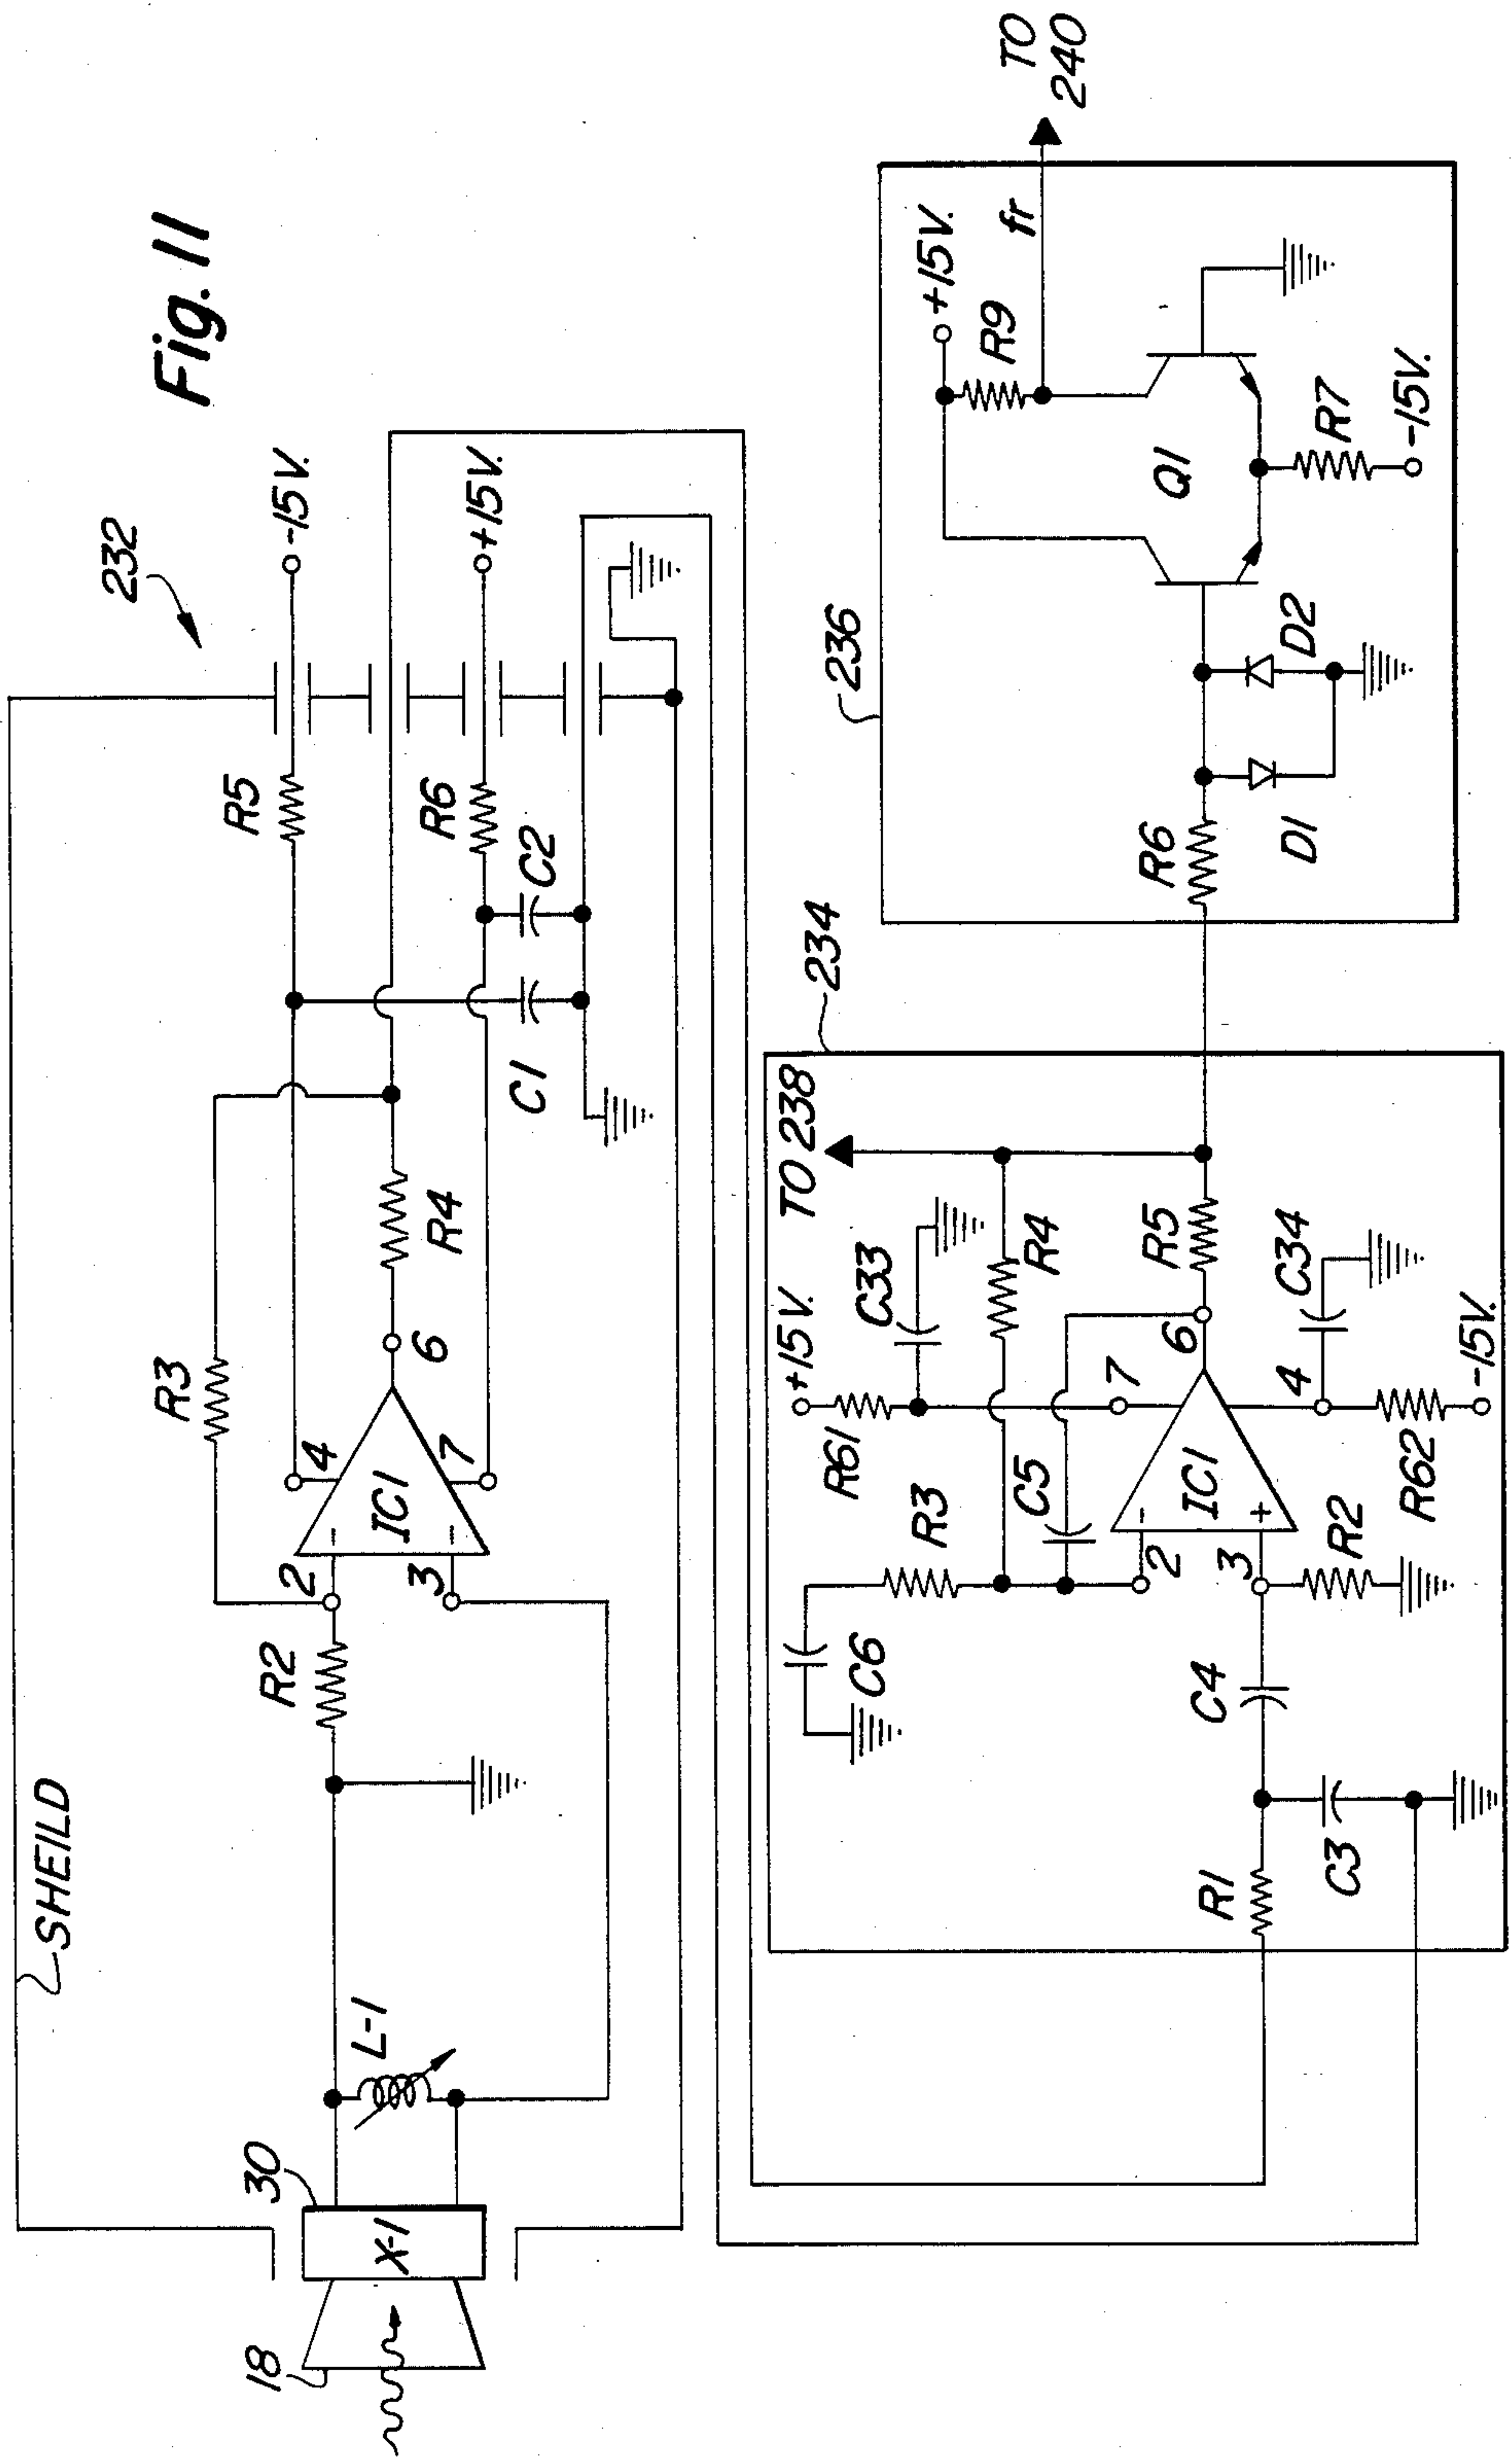 Fig. 11
232
SHEILD
18
30
X-1
L-1
R2
R3
2
3
-
-
IC1
4
7
6
R4
R5
-15V.
R6
+15V.
C1
C2
234
TO 238
+15V.
R61
C33
R3
C6
R4
C5
7
2
-
3
+
IC1
6
R5
4
C34
R62
-15V.
R2
C4
R1
C3
236
R6
D1
D2
Q1
+15V.
R9
fr
R7
-15V.
TO
240